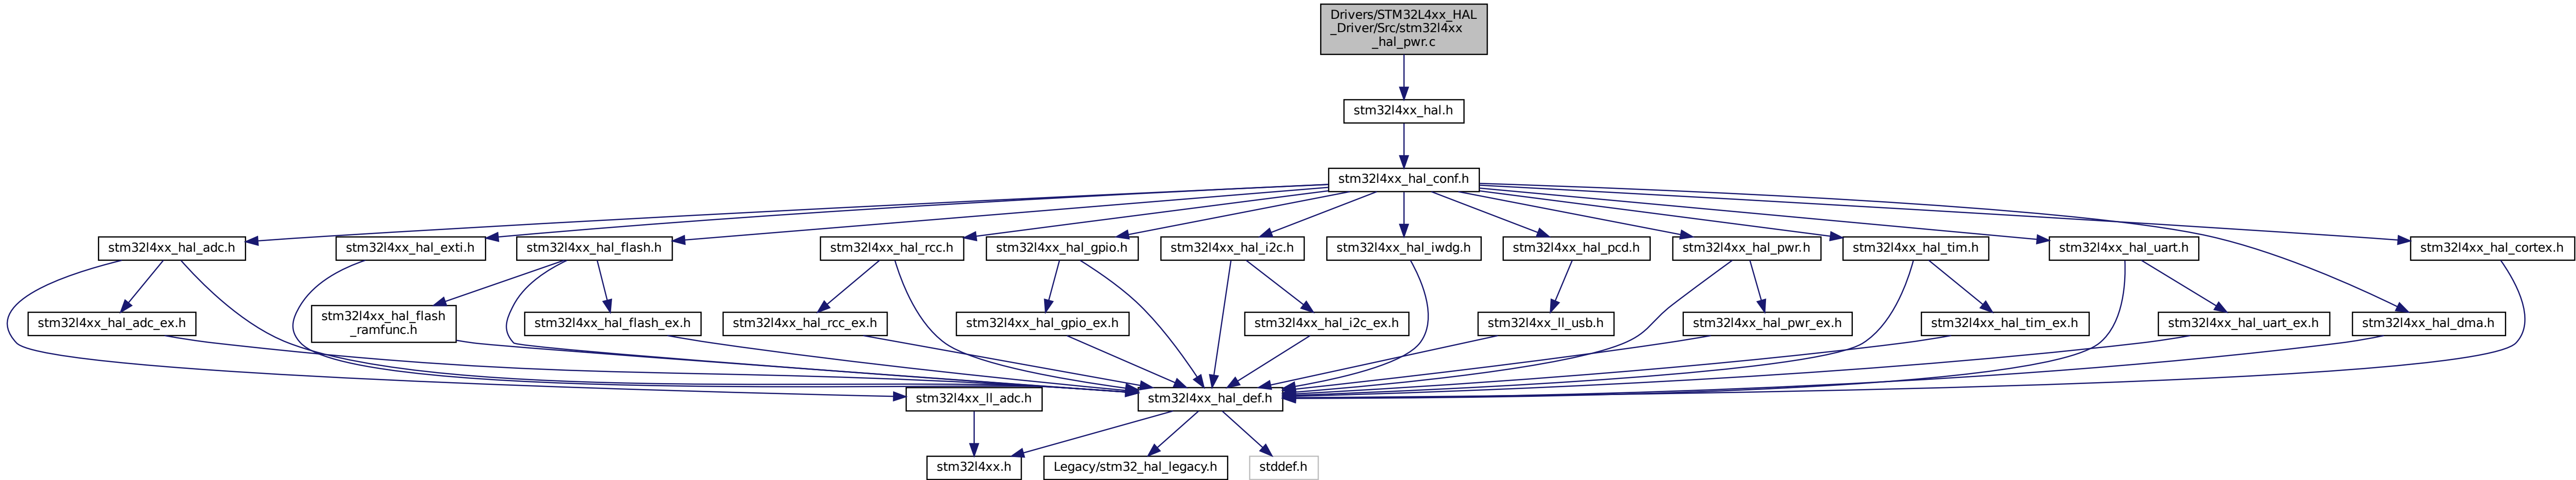 Drivers/STM32L4xx_HAL
_Driver/Src/stm32l4xx
_hal_pwr.c
stm32l4xx_hal.h
stm32l4xx_hal_conf.h
stm32l4xx_hal_adc.h
stm32l4xx_hal_exti.h
stm32l4xx_hal_flash.h
stm32l4xx_hal_rcc.h
stm32l4xx_hal_gpio.h
stm32l4xx_hal_i2c.h
stm32l4xx_hal_iwdg.h
stm32l4xx_hal_pcd.h
stm32l4xx_hal_pwr.h
stm32l4xx_hal_tim.h
stm32l4xx_hal_uart.h
stm32l4xx_hal_cortex.h
stm32l4xx_hal_adc_ex.h
stm32l4xx_hal_flash
_ramfunc.h
stm32l4xx_hal_flash_ex.h
stm32l4xx_hal_rcc_ex.h
stm32l4xx_hal_gpio_ex.h
stm32l4xx_hal_i2c_ex.h
stm32l4xx_ll_usb.h
stm32l4xx_hal_pwr_ex.h
stm32l4xx_hal_tim_ex.h
stm32l4xx_hal_uart_ex.h
stm32l4xx_hal_dma.h
stm32l4xx_ll_adc.h
stm32l4xx_hal_def.h
stm32l4xx.h
Legacy/stm32_hal_legacy.h
stddef.h